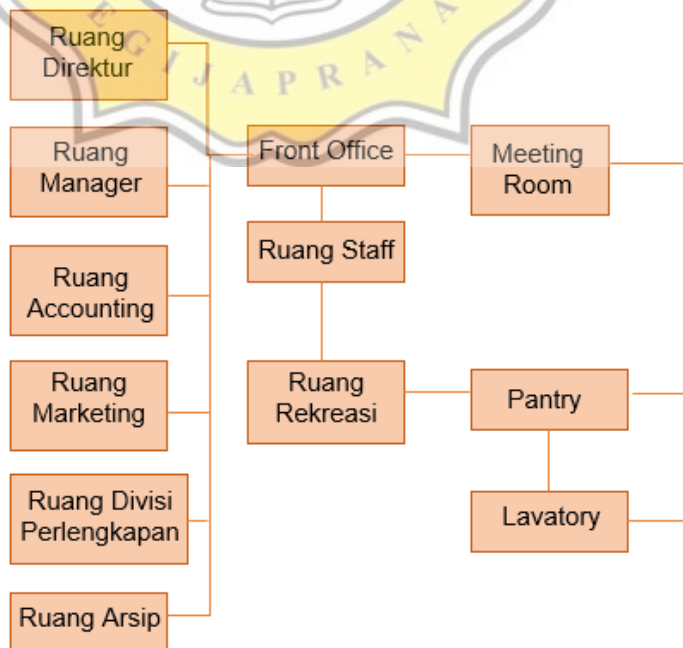 EGIJAPRANA
Ruang
Direktur
Ruang
Manager
Ruang
Accounting
Ruang
Marketing
Ruang Divisi
Perlengkapan
Ruang Arsip
Front Office
Ruang Staff
Ruang
Rekreasi
Meeting
Room
Pantry
Lavatory